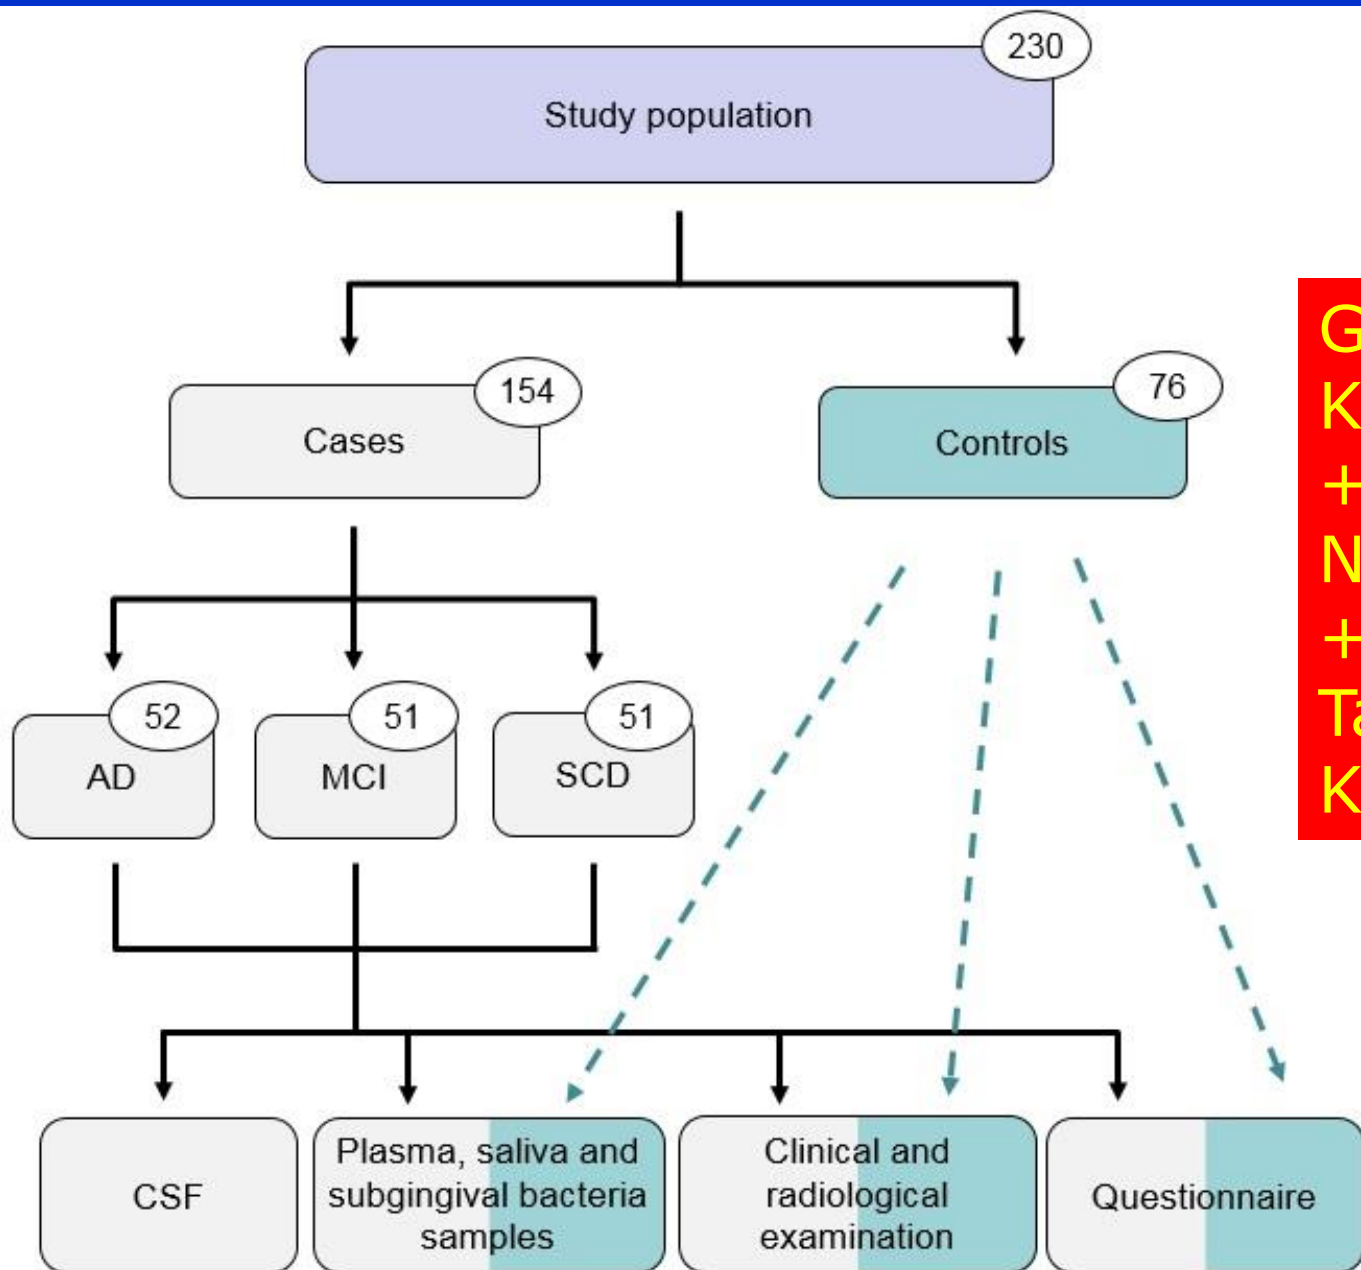 230
Study population
154
Cases
76
Controls
52
AD
51
MCI
51
SCD
CSF
Plasma, saliva and
subgingival bacteria
samples
Clinical and
radiological
examination
Questionnaire
G
K
+
N
+
Ta
K